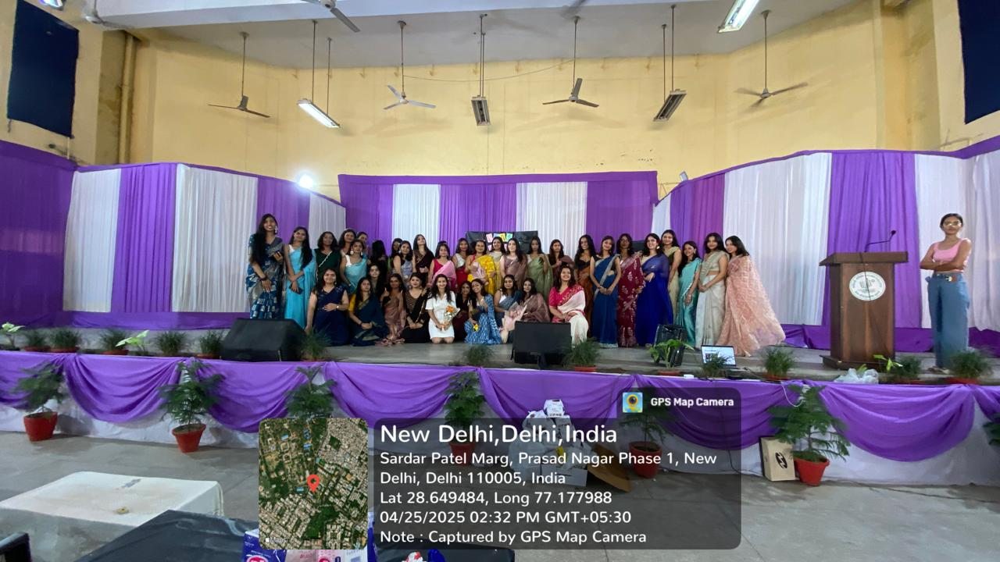 GPS Map Camera
New Delhi,Delhi,India
Sardar Patel Marg, Prasad Nagar Phase 1, New
Delhi, Delhi 110005, India
Lat 28.649484, Long 77.177988
04/25/2025 02:32 PM GMT+05:30
Note : Captured by GPS Map Camera
Maps